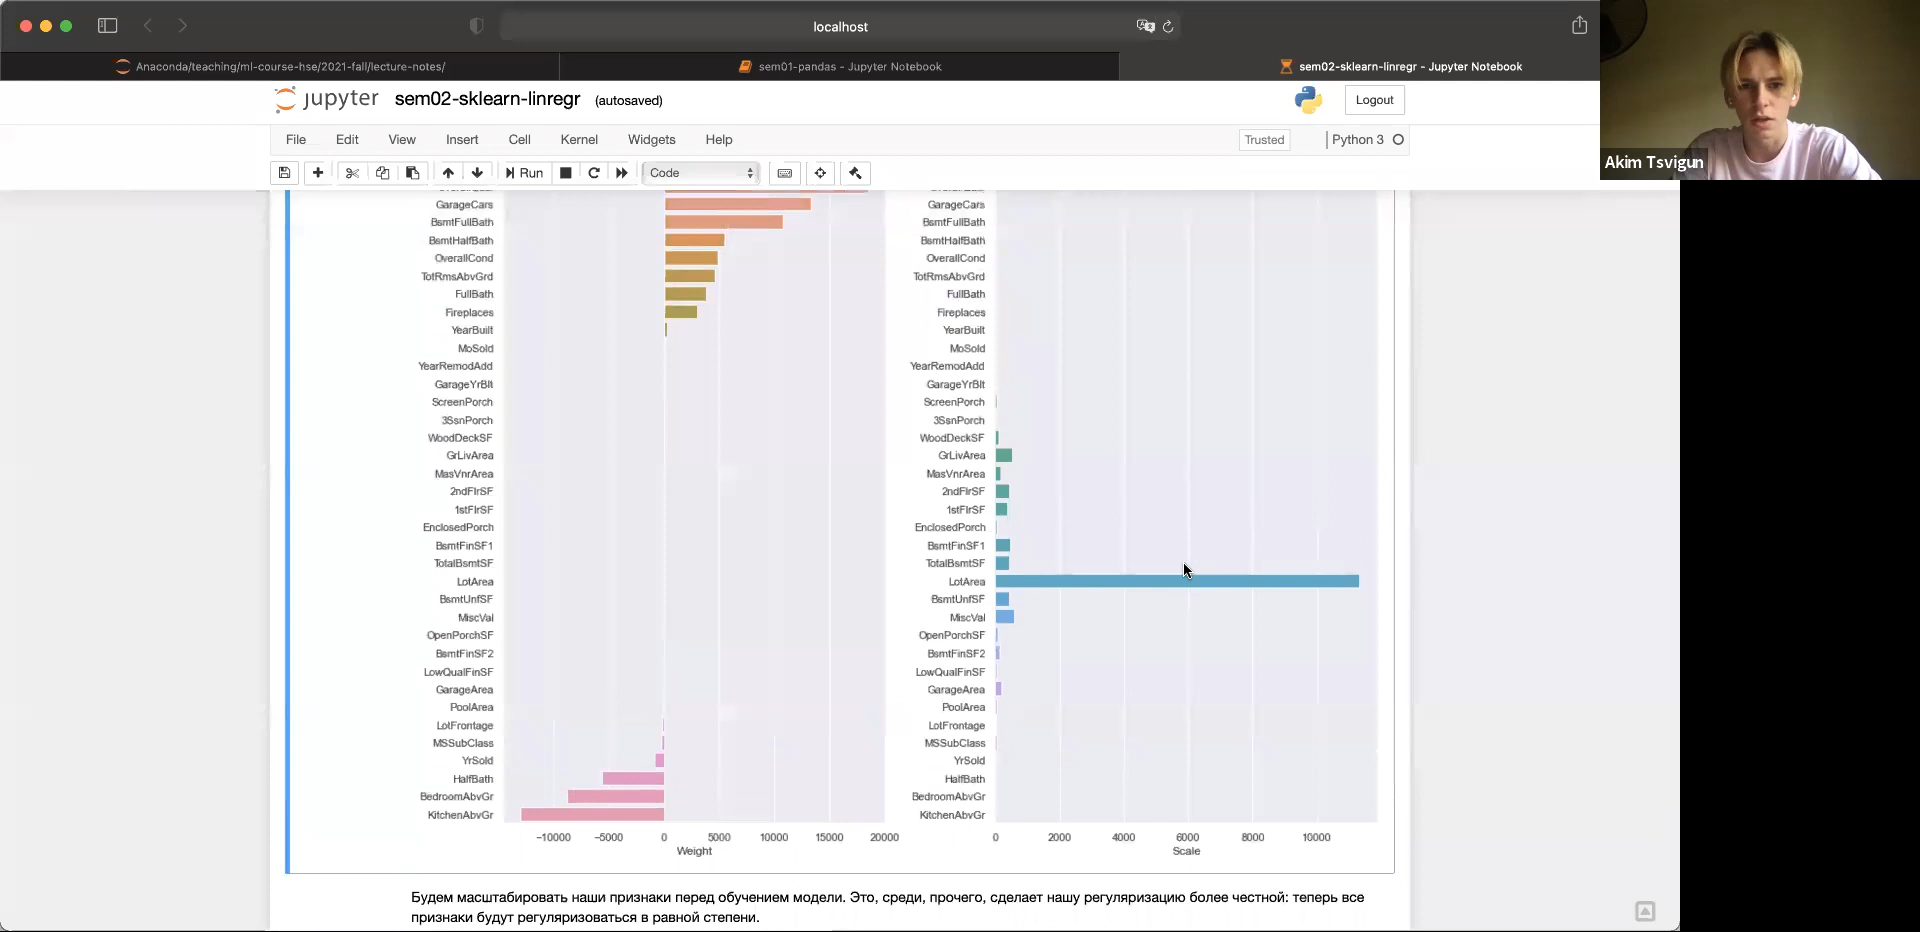 localhost
Anaconda/teaching/ml-course-hse/2021-fall/lecture-notes/
sem01-pandas - Jupyter Notebook
sem02-sklearn-linregr - Jupyter Notebook
jupyter sem02-sklearn-linregr (autosaved)
Logout
File Edit View Insert Cell Kernel Widgets Help
Trusted
Python 3
Run
Code
Akim Tsvigun
GarageCars GarageCars
BsmtFullBath BsmtFullBath
BsmtHalfBath BsmtHalfBath
OverallCond OverallCond
TotRmsAbvGrd TotRmsAbvGrd
FullBath FullBath
Fireplaces Fireplaces
YearBuilt YearBuilt
MoSold MoSold
YearRemodAdd YearRemodAdd
GarageYrBlt GarageYrBlt
ScreenPorch ScreenPorch
3SsnPorch 3SsnPorch
WoodDeckSF WoodDeckSF
GrLivArea GrLivArea
MasVnrArea MasVnrArea
2ndFlrSF 2ndFlrSF
1stFlrSF 1stFlrSF
EnclosedPorch EnclosedPorch
BsmtFinSF1 BsmtFinSF1
TotalBsmtSF TotalBsmtSF
LotArea LotArea
BsmtUnfSF BsmtUnfSF
MiscVal MiscVal
OpenPorchSF OpenPorchSF
BsmtFinSF2 BsmtFinSF2
LowQualFinSF LowQualFinSF
GarageArea GarageArea
PoolArea PoolArea
LotFrontage LotFrontage
MSSubClass MSSubClass
YrSold YrSold
HalfBath HalfBath
BedroomAbvGr BedroomAbvGr
KitchenAbvGr KitchenAbvGr
−10000 −5000 0 5000 10000 15000 20000 0 2000 4000 6000 8000 10000
Weight Scale
Будем масштабировать наши признаки перед обучением модели. Это, среди, прочего, сделает нашу регуляризацию более честной: теперь все
признаки будут регуляризоваться в равной степени.